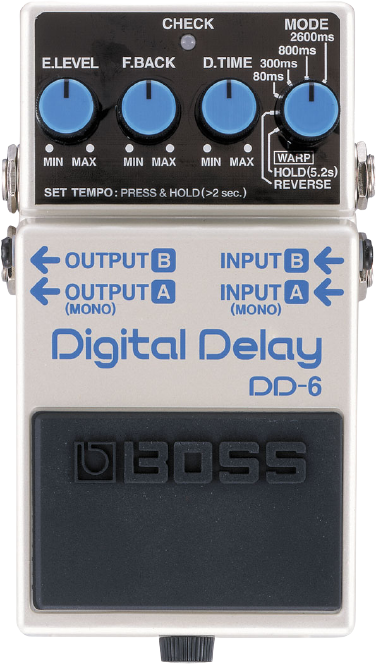 CHECK
MODE
2600ms
800ms
300ms
80ms
E.LEVEL F.BACK D.TIME
MIN MAX MIN MAX MIN MAX
WARP
HOLD(5.2s)
REVERSE
SET TEMPO: PRESS & HOLD(>2 sec.)
OUTPUT B INPUT B
OUTPUT A INPUT A
(MONO) (MONO)
Digital Delay
DD-6
BOSS